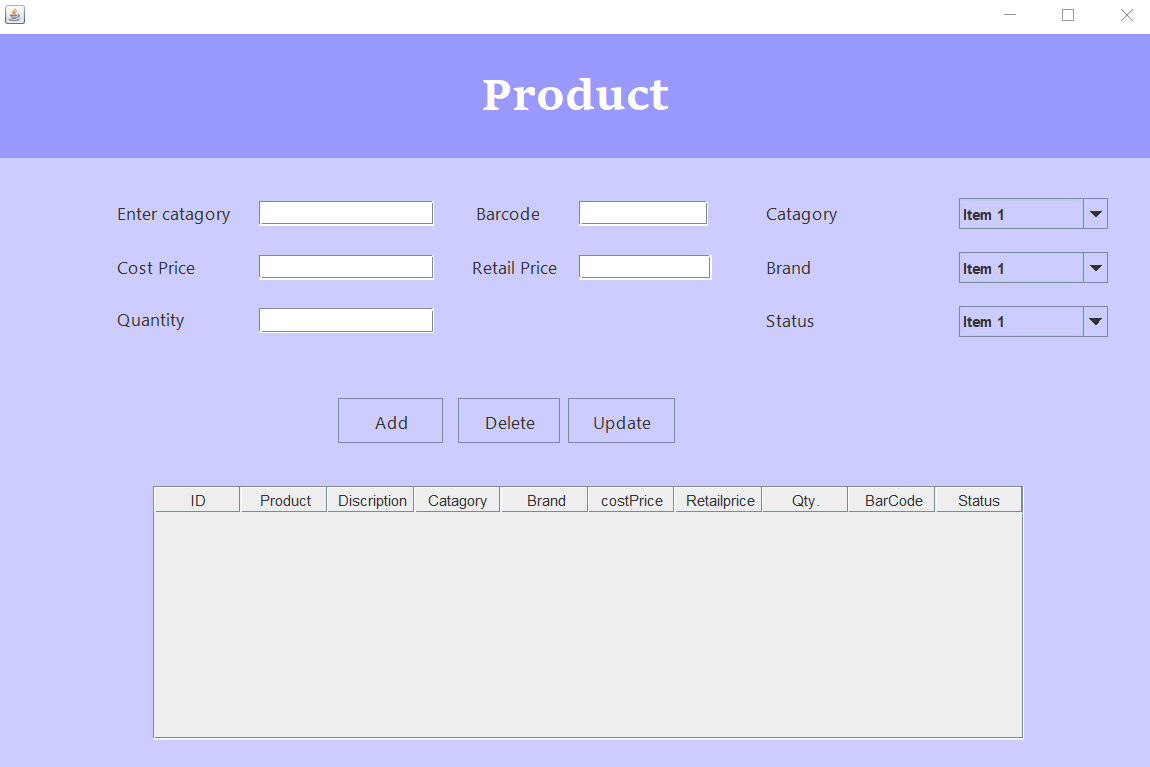 Product
Enter catagory Barcode Catagory Item 1
Cost Price Retail Price Brand Item 1
Quantity Status Item 1
Add Delete Update
ID Product Discription Catagory Brand costPrice Retailprice Qty. BarCode Status